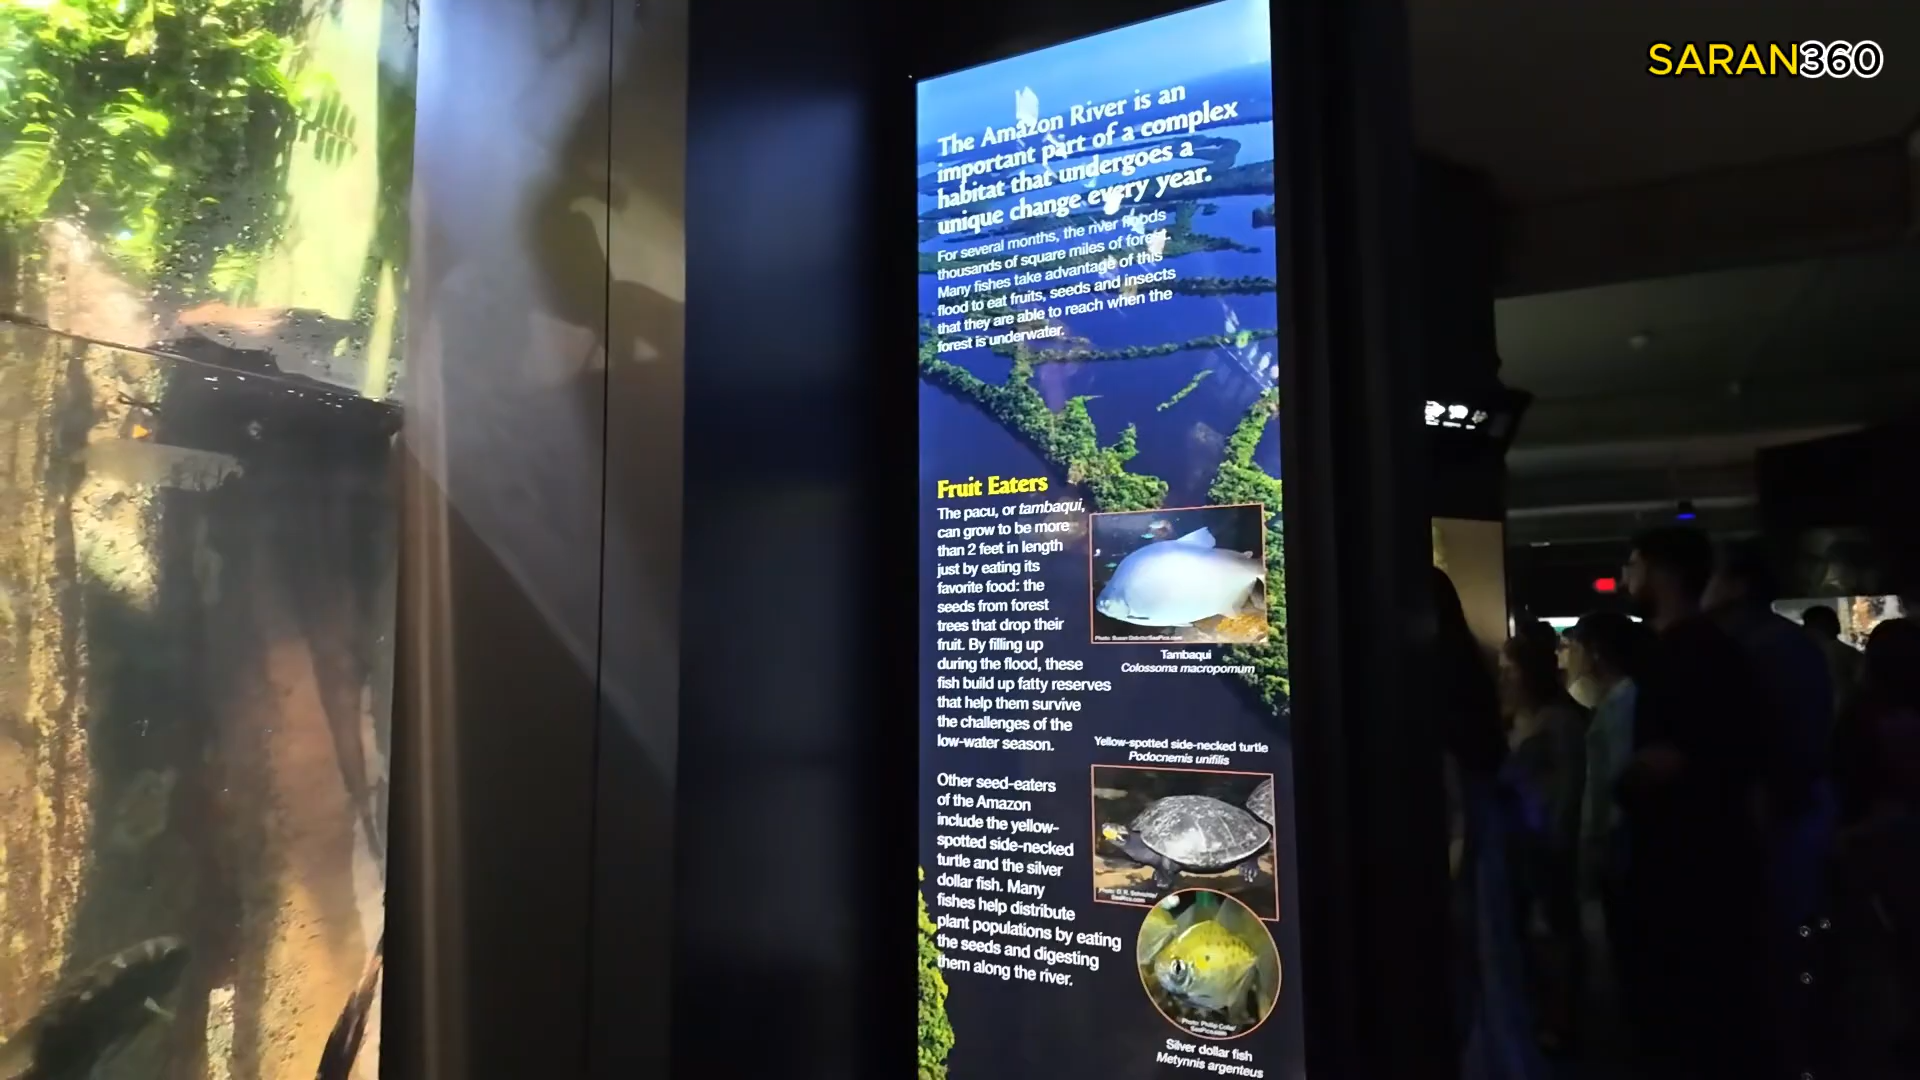 SARAN360
The Amazon River is an
important part of a complex
habitat that undergoes a
unique change every year.
For several months, the river floods
thousands of square miles of forest.
Many fishes take advantage of this
flood to eat fruits, seeds and insects
that they are able to reach when the
forest is underwater.
Fruit Eaters
The pacu, or tambaqui,
can grow to be more
than 2 feet in length
just by eating its
favorite food: the
seeds from forest
trees that drop their
fruit. By filling up
during the flood, these
fish build up fatty reserves
that help them survive
the challenges of the
low-water season.
Tambaqui
Colossoma macropomum
Other seed-eaters
of the Amazon
include the yellow-
spotted side-necked
turtle and the silver
dollar fish. Many
fishes help distribute
plant populations by eating
the seeds and digesting
them along the river.
Yellow-spotted side-necked turtle
Podocnemis unifilis
Silver dollar fish
Metynnis argenteus